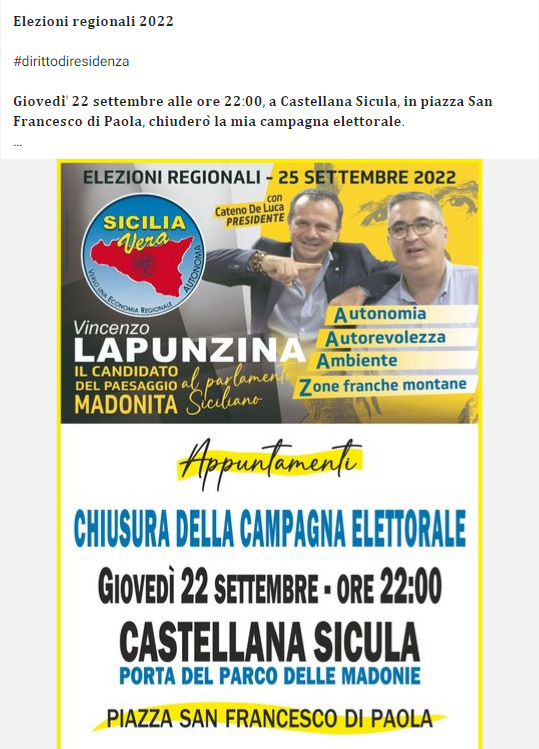 Elezioni regionali 2022
#dirittodiresidenza
Giovedì 22 settembre alle ore 22:00, a Castellana Sicula, in piazza San
Francesco di Paola, chiuderò la mia campagna elettorale.
...
ELEZIONI REGIONALI - 25 SETTEMBRE 2022
con
Cateno De Luca
PRESIDENTE
SICILIA
Vera
VERSO UNA ECONOMIA REGIONALE AUTONOMA
Vincenzo
LAPUNZINA
IL CANDIDATO
DEL PAESAGGIO
MADONITA
al parlamento
Siciliano
Autonomia
Autorevolezza
Ambiente
Zone franche montane
Appuntamenti
CHIUSURA DELLA CAMPAGNA ELETTORALE
GIOVEDÌ 22 SETTEMBRE - ORE 22:00
CASTELLANA SICULA
PORTA DEL PARCO DELLE MADONIE
PIAZZA SAN FRANCESCO DI PAOLA